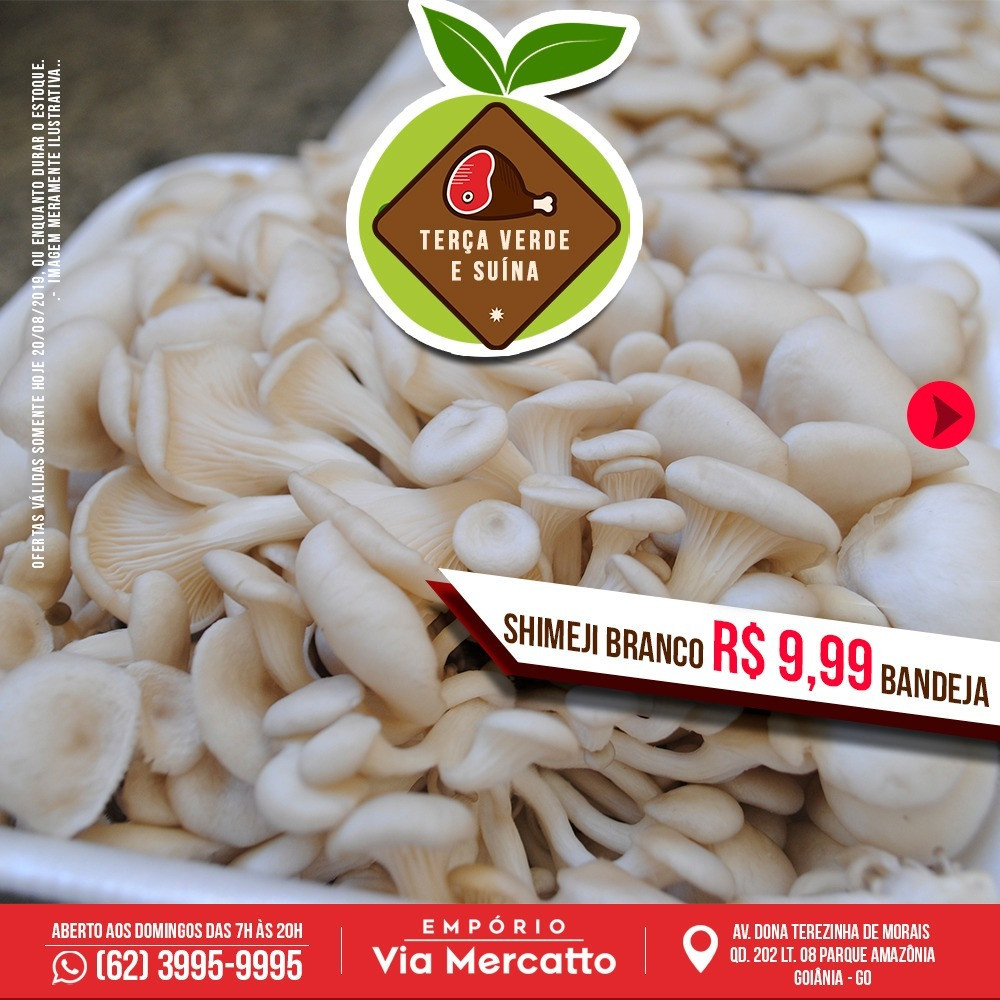 TERÇA VERDE
E SUÍNA
OFERTAS VÁLIDAS SOMENTE HOJE 20/08/2019, OU ENQUANTO DURAR O ESTOQUE.
.- IMAGEM MERAMENTE ILUSTRATIVA..
SHIMEJI BRANCO R$ 9,99 BANDEJA
ABERTO AOS DOMINGOS DAS 7H ÀS 20H
(62) 3995-9995
EMPÓRIO
Via Mercatto
AV. DONA TEREZINHA DE MORAIS
QD. 202 LT. 08 PARQUE AMAZÔNIA
GOIÂNIA - GO